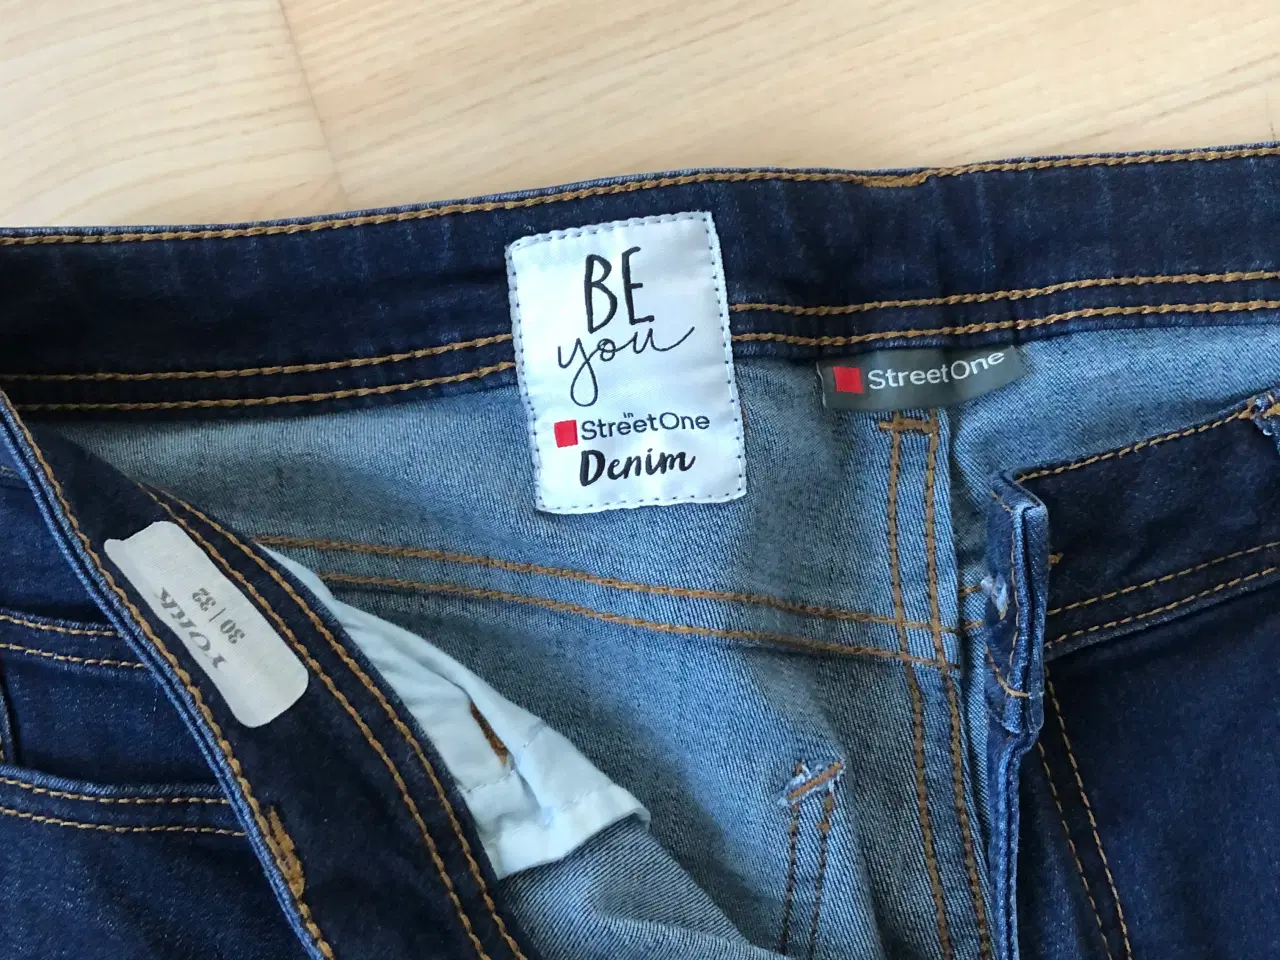 BE
you
in
StreetOne
Denim
StreetOne
YORK
30 | 32